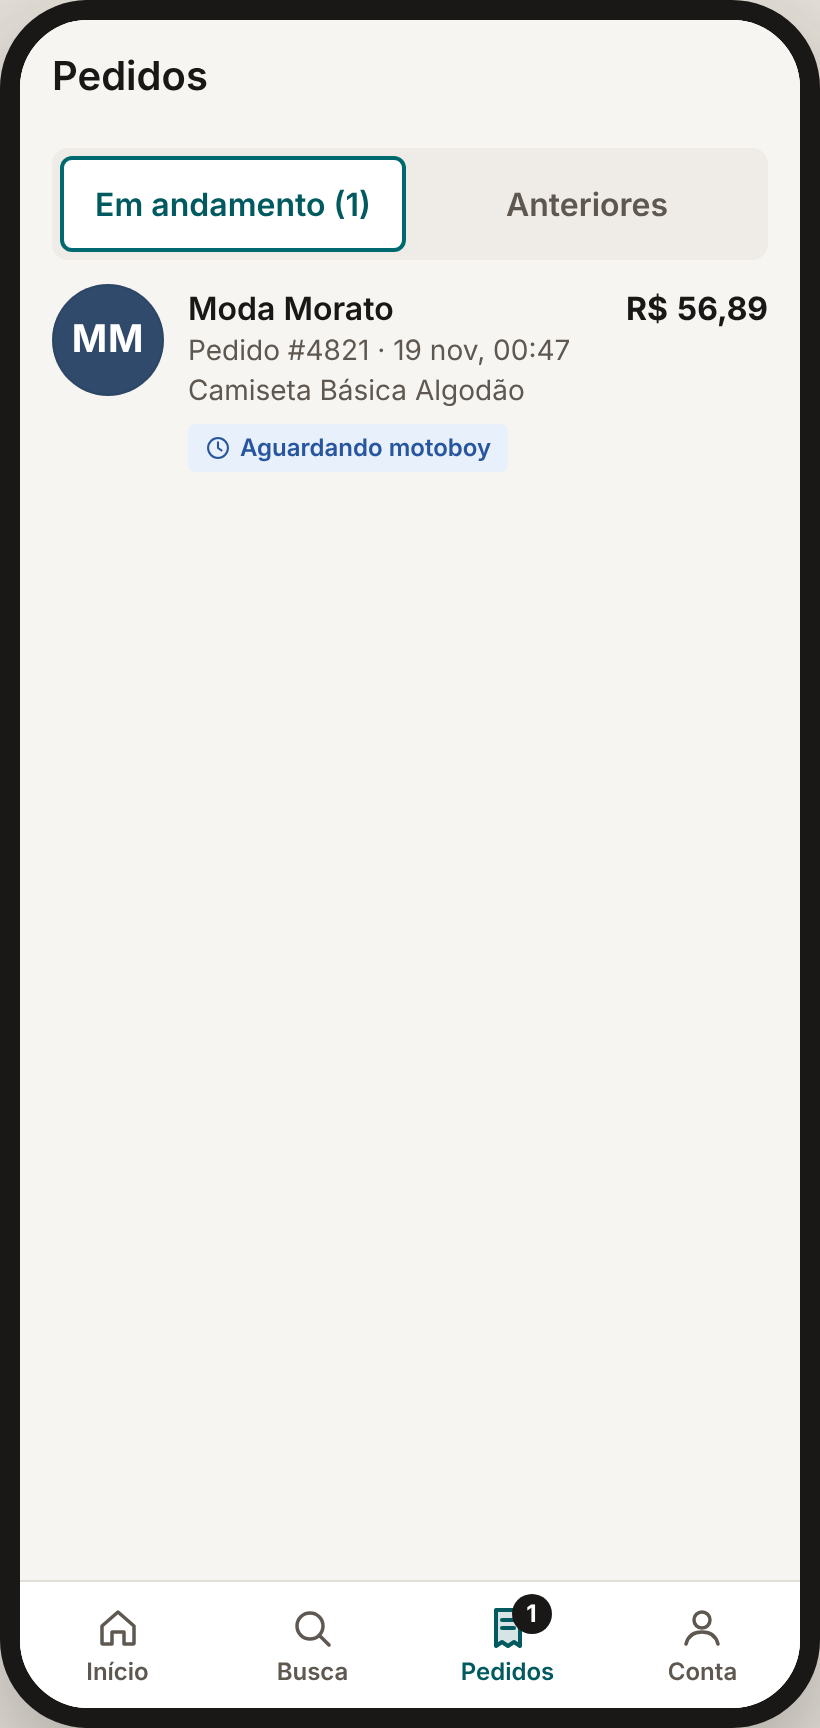 Pedidos
Em andamento (1)
Anteriores
MM
Moda Morato
R$ 56,89
Pedido #4821 · 19 nov, 00:47
Camiseta Básica Algodão
Aguardando motoboy
1
Início
Busca
Pedidos
Conta